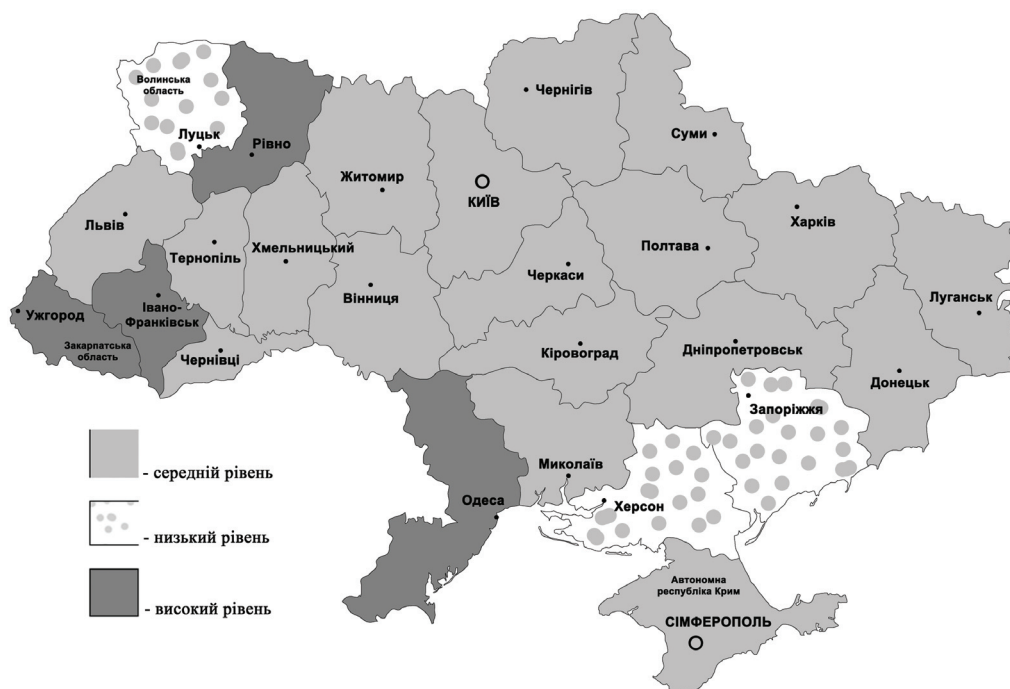 Волинська
область
Луцьк
Рівно
Чернігів
Суми
Житомир
КИЇВ
Харків
Львів
Тернопіль
Хмельницький
Полтава
Черкаси
Вінниця
Луганськ
Ужгород
Івано-
Франківськ
Закарпатська
область
Чернівці
Кіровоград
Дніпропетровськ
Донецьк
Запоріжжя
- середній рівень
Миколаїв
Одеса
Херсон
- низький рівень
- високий рівень
Автономна
республіка Крим
СІМФЕРОПОЛЬ